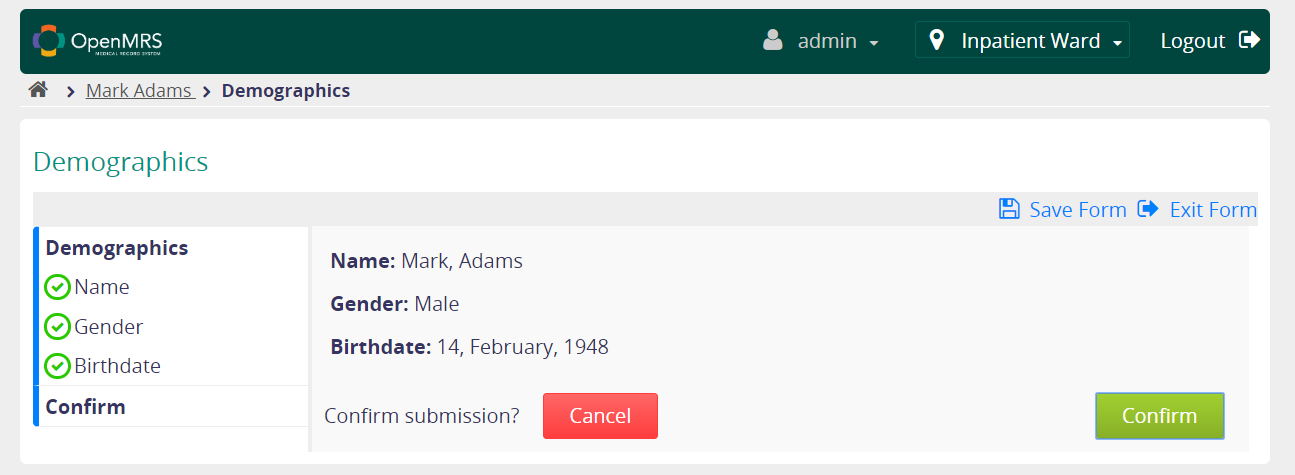 OpenMRS
MEDICAL RECORD SYSTEM
admin
Inpatient Ward
Logout
Mark Adams
Demographics
Demographics
Save Form
Exit Form
Demographics
Name
Gender
Birthdate
Confirm
Name: Mark, Adams
Gender: Male
Birthdate: 14, February, 1948
Confirm submission?
Cancel
Confirm